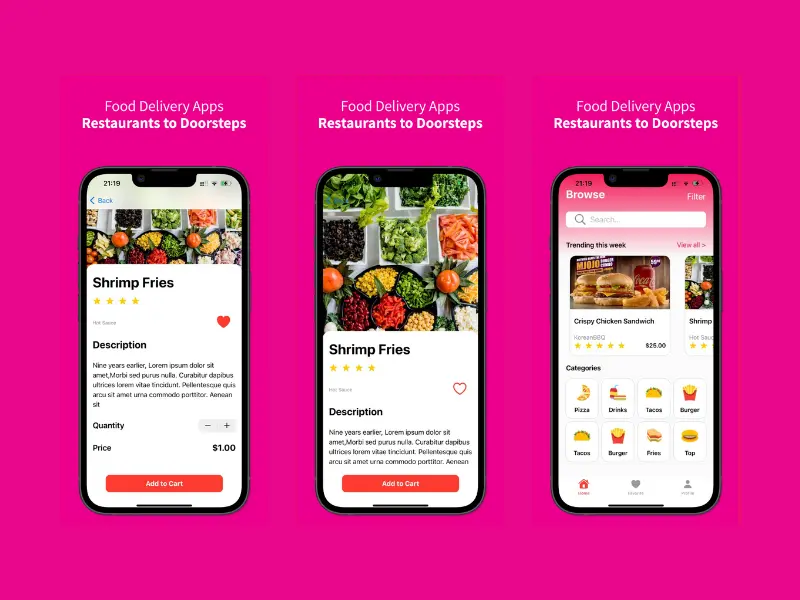 Food Delivery Apps
Restaurants to Doorsteps
21:19
Back
Shrimp Fries
Hot Sauce
Description
Nine years earlier, Lorem ipsum dolor sit
amet,Morbi sed purus nulla. Curabitur dapibus
ultrices lorem vitae tincidunt. Pellentesque quis
arcu sit amet urna commodo porttitor. Aenean
sit
Quantity
− +
Price $1.00
Add to Cart
Food Delivery Apps
Restaurants to Doorsteps
Shrimp Fries
Hot Sauce
Description
Nine years earlier, Lorem ipsum dolor sit
amet,Morbi sed purus nulla. Curabitur dapibus
ultrices lorem vitae tincidunt. Pellentesque quis
arcu sit amet urna commodo porttitor. Aenean
Add to Cart
Food Delivery Apps
Restaurants to Doorsteps
21:19
Browse Filter
Search...
Trending this week View all >
MJOJO
Crispy Chicken Sandwich Shrimp
KoreanBBQ Hot Sauc
$25.00
Categories
Pizza Drinks Tacos Burger
Tacos Burger Fries Top